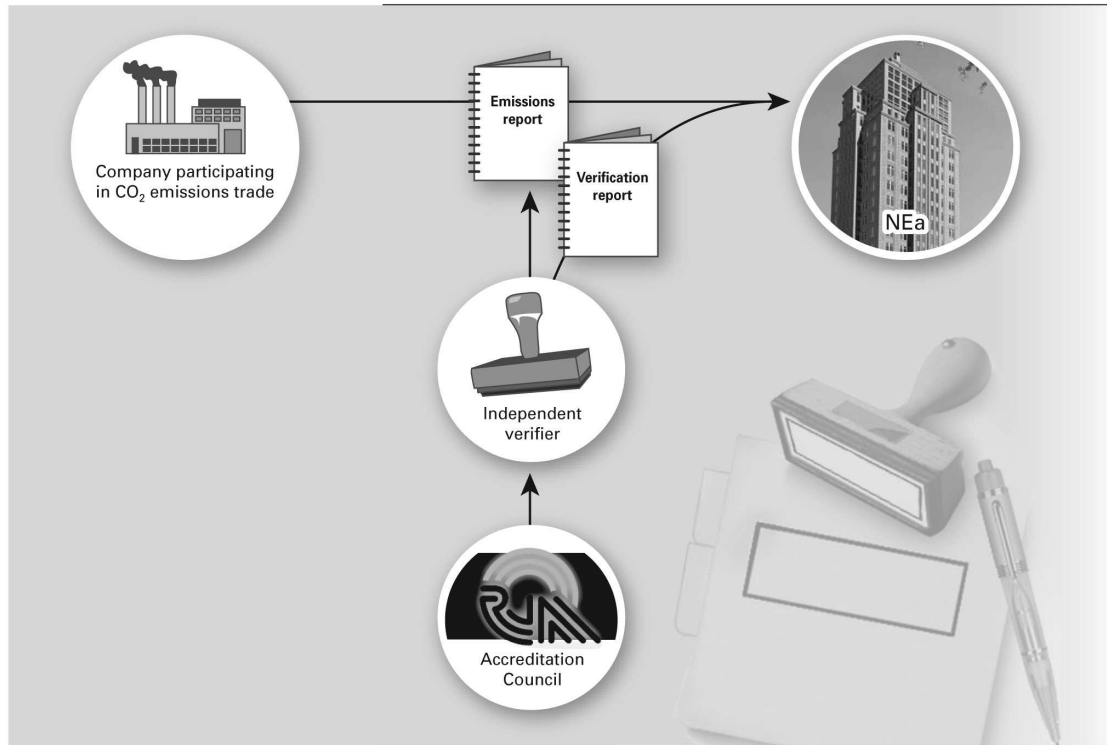 Company participating
in CO₂ emissions trade
Emissions
report
Verification
report
NEa
Independent
verifier
RvA
Accreditation
Council